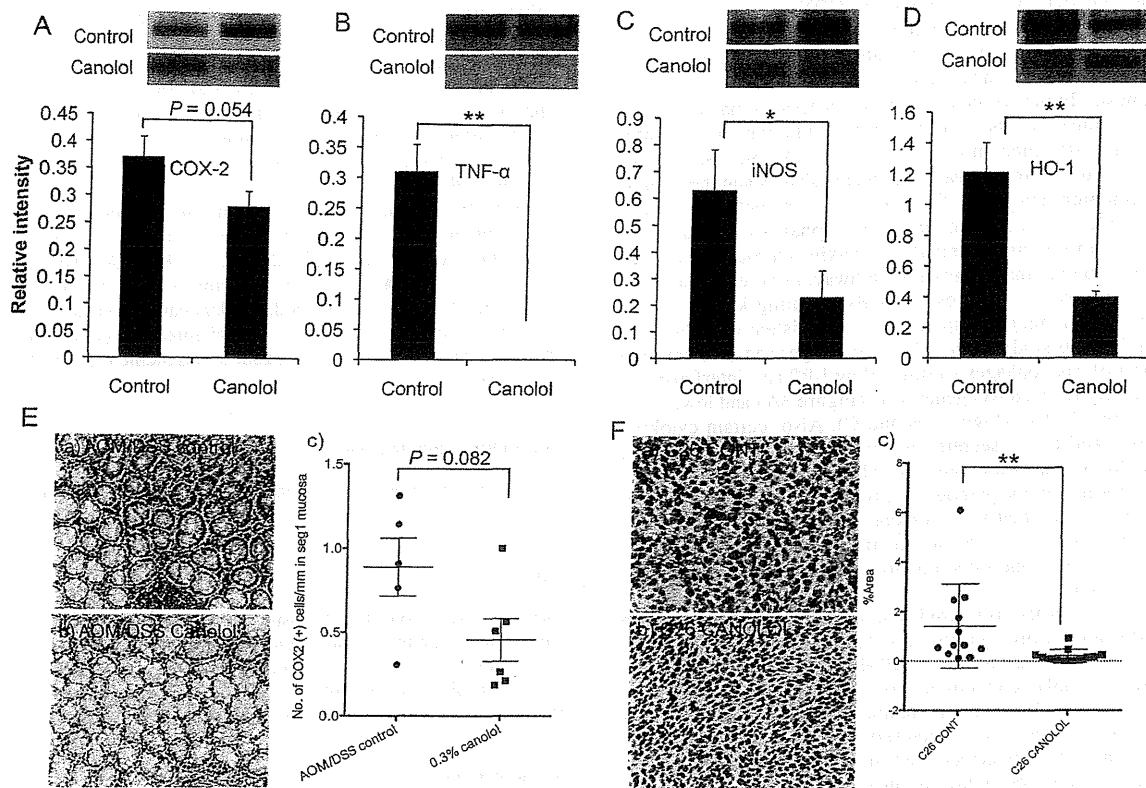 A
Control
Canolol
P = 0.054
0.45
0.4
0.35
0.3
0.25
0.2
0.15
0.1
0.05
0
Relative intensity
COX-2
Control
Canolol
B
Control
Canolol
**
0.4
0.35
0.3
0.25
0.2
0.15
0.1
0.05
0
TNF-α
Control
Canolol
C
Control
Canolol
*
0.9
0.8
0.7
0.6
0.5
0.4
0.3
0.2
0.1
0
iNOS
Control
Canolol
D
Control
Canolol
**
1.6
1.4
1.2
1
0.8
0.6
0.4
0.2
0
HO-1
Control
Canolol
E
a) AOM/DSS Control
b) AOM/DSS Canolol
c)
P = 0.082
1.5
1.0
0.5
0.0
No. of COX2 (+) cells/mm in seg1 mucosa
AOM/DSS control
0.3% canolol
F
a) C26 CONT
b) C26 CANOLOL
c)
**
8
6
4
2
0
-2
%Area
C26 CONT
C26 CANOLOL